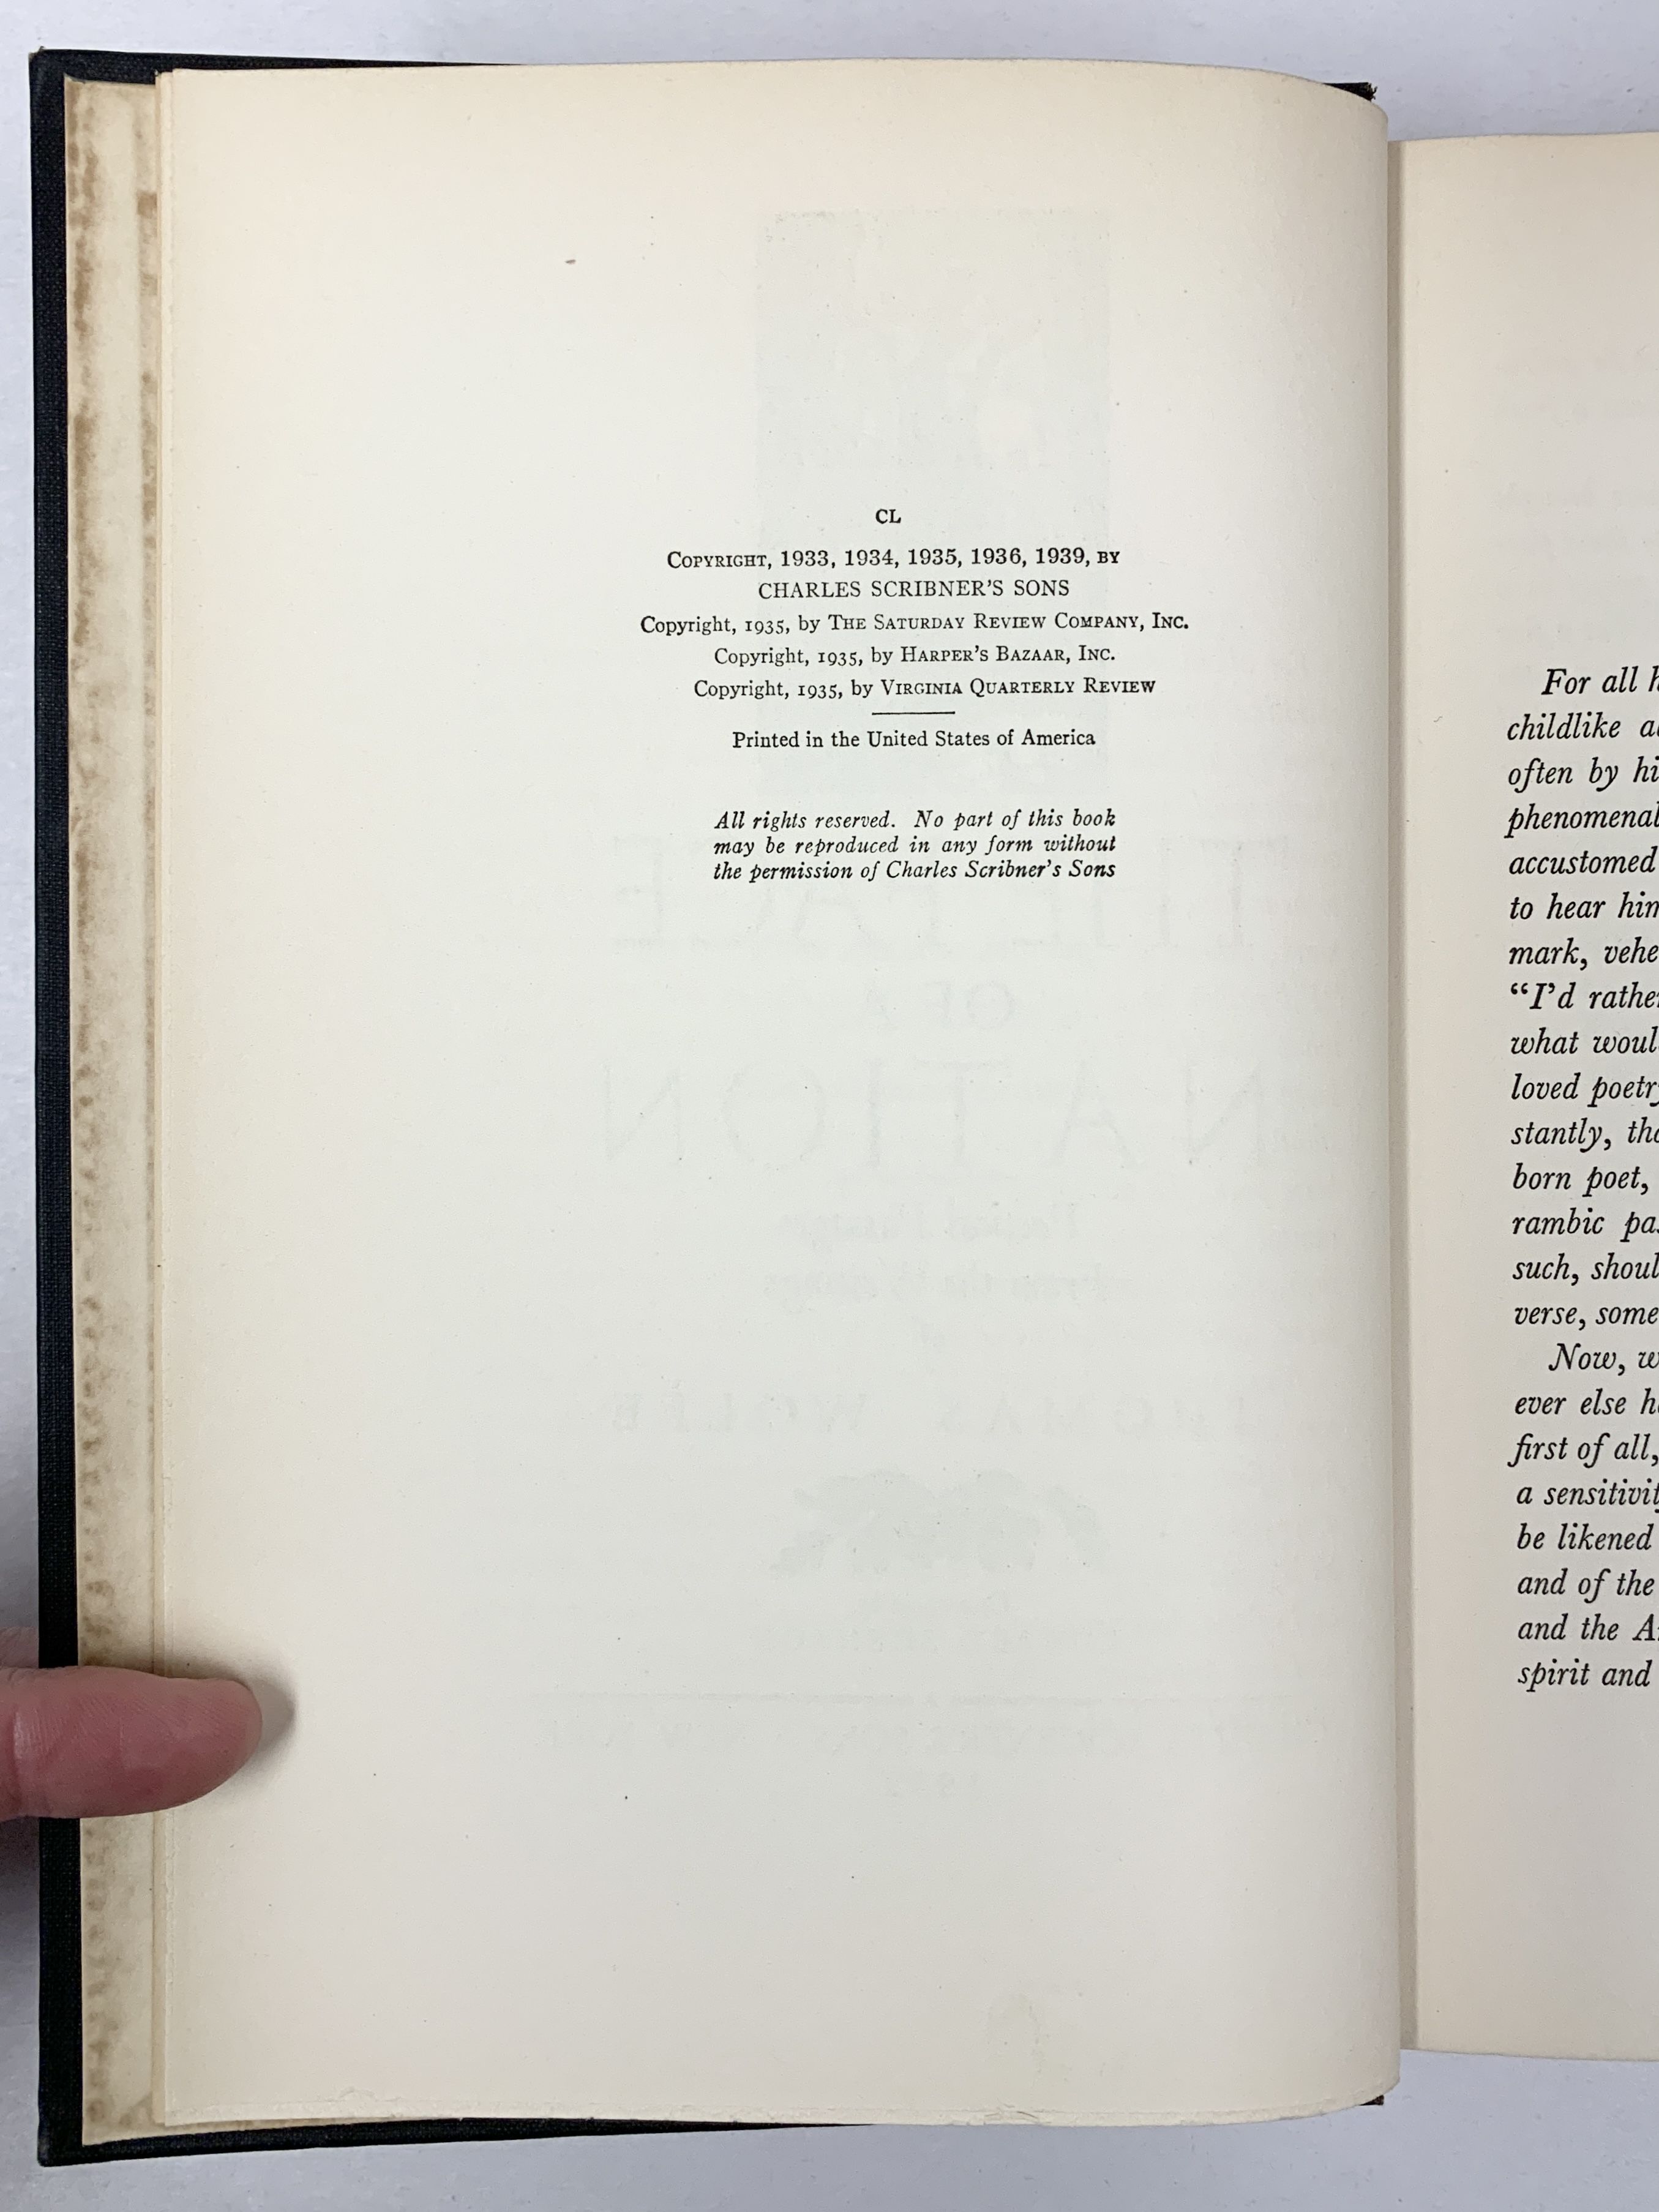 CL
COPYRIGHT, 1933, 1934, 1935, 1936, 1939, BY
CHARLES SCRIBNER'S SONS
Copyright, 1935, by THE SATURDAY REVIEW COMPANY, INC.
Copyright, 1935, by HARPER'S BAZAAR, INC.
Copyright, 1935, by VIRGINIA QUARTERLY REVIEW
Printed in the United States of America
All rights reserved. No part of this book
may be reproduced in any form without
the permission of Charles Scribner's Sons
For all
childlike
often by
phenomenal
accustomed
to hear
mark,
"I'd
what
loved
stantly,
born poet,
rambic
such,
verse,
Now,
ever else
first of all,
a
be likened
and of the
and the
spirit and